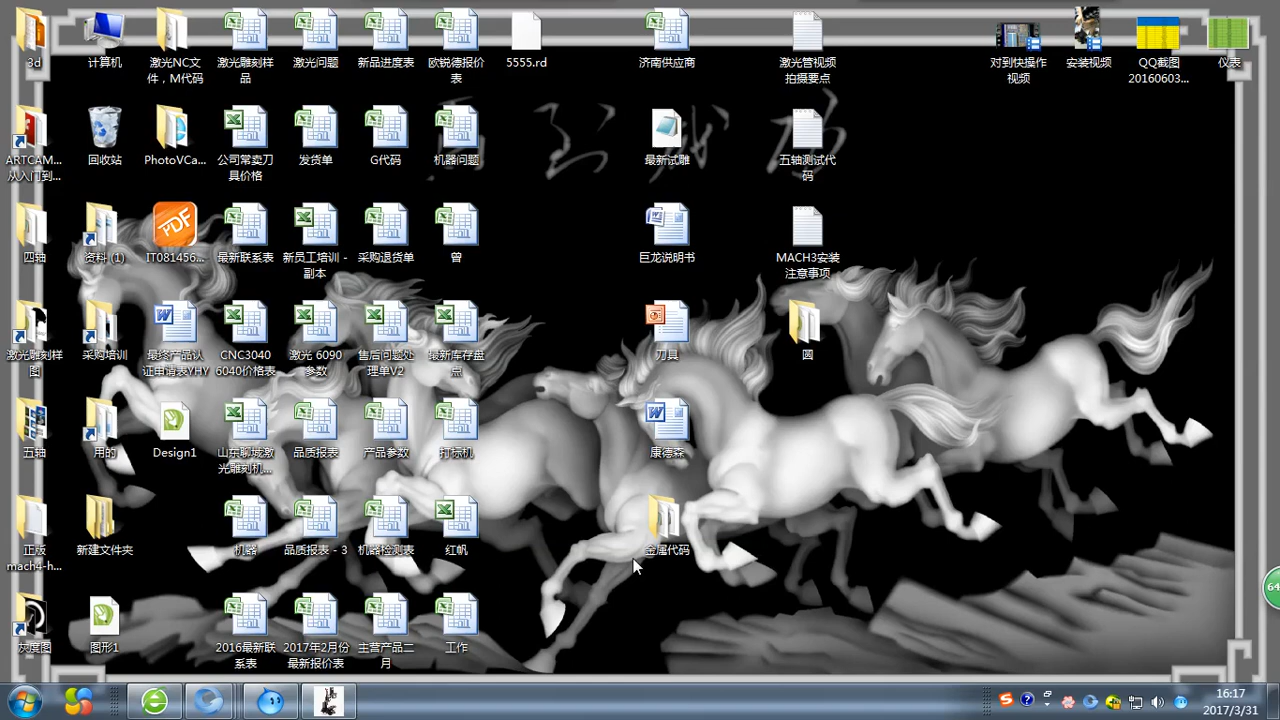 3d
计算机
激光NC文
件，M代码
激光雕刻样
品
激光问题
新品进度表
欧锐德报价
表
5555.rd
济南供应商
激光管视频
拍摄要点
对到快操作
视频
安装视频
QQ截图
20160603...
仪表
ARTCAM...
从入门到...
回收站
PhotoVCa...
公司常卖刀
具价格
发货单
G代码
机器问题
最新试雕
五轴测试代
码
四轴
资料 (1)
IT081456...
最新联系表
新员工培训 -
副本
采购退货单
曾
巨龙说明书
MACH3安装
注意事项
激光雕刻样
图
采购培训
最终产品认
证申请表YHY
CNC3040
6040价格表
激光 6090
参数
售后问题处
理单V2
最新库存盘
点
刀具
圆
五轴
用的
Design1
山东聊城激
光雕刻机...
品质报表
产品参数
打标机
康德森
正版
mach4-h...
新建文件夹
机器
品质报表 - 3
机器检测表
红帆
金属代码
灰度图
图形1
2016最新联
系表
2017年2月份
最新报价表
主营产品二
月
工作
64
16:17
2017/3/31